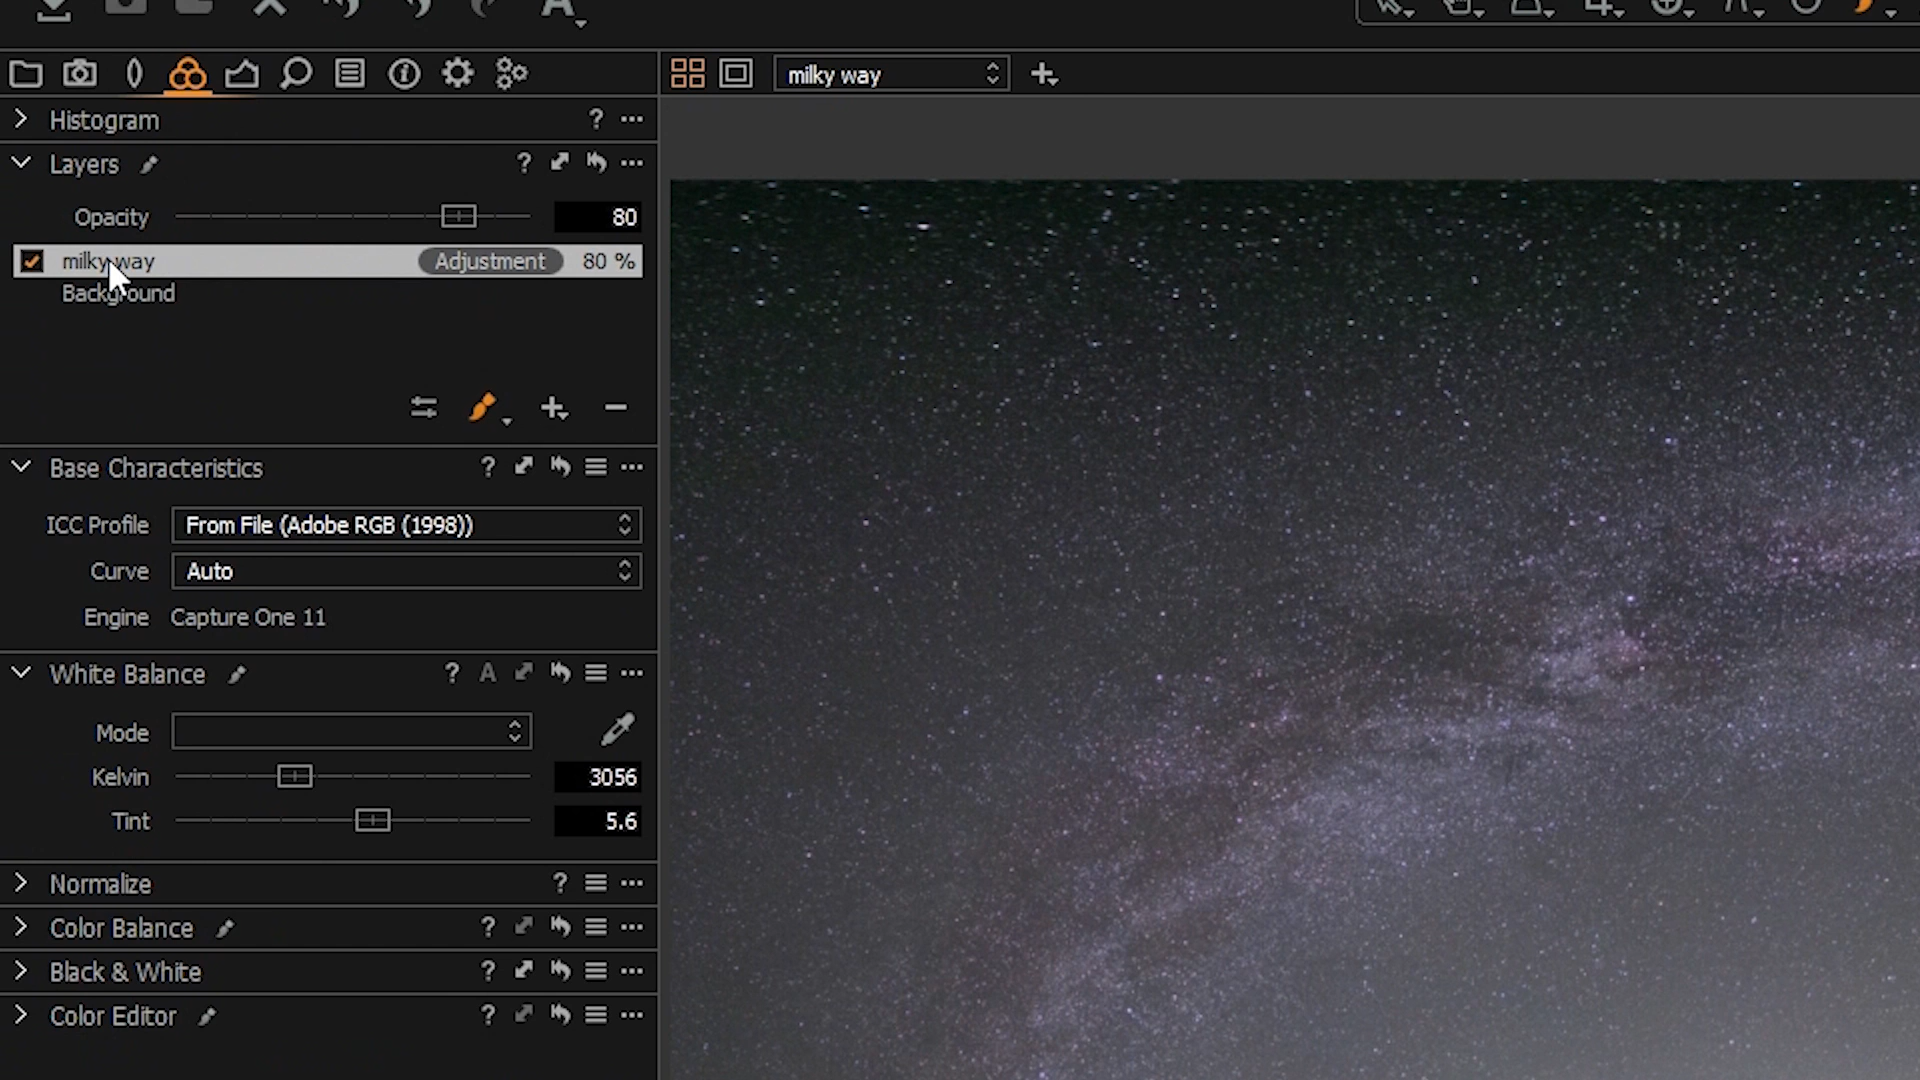 milky way
Histogram
Layers
Opacity 80
milky way Adjustment 80 %
Background
Base Characteristics
ICC Profile From File (Adobe RGB (1998))
Curve Auto
Engine Capture One 11
White Balance A
Mode
Kelvin 3056
Tint 5.6
Normalize
Color Balance
Black & White
Color Editor